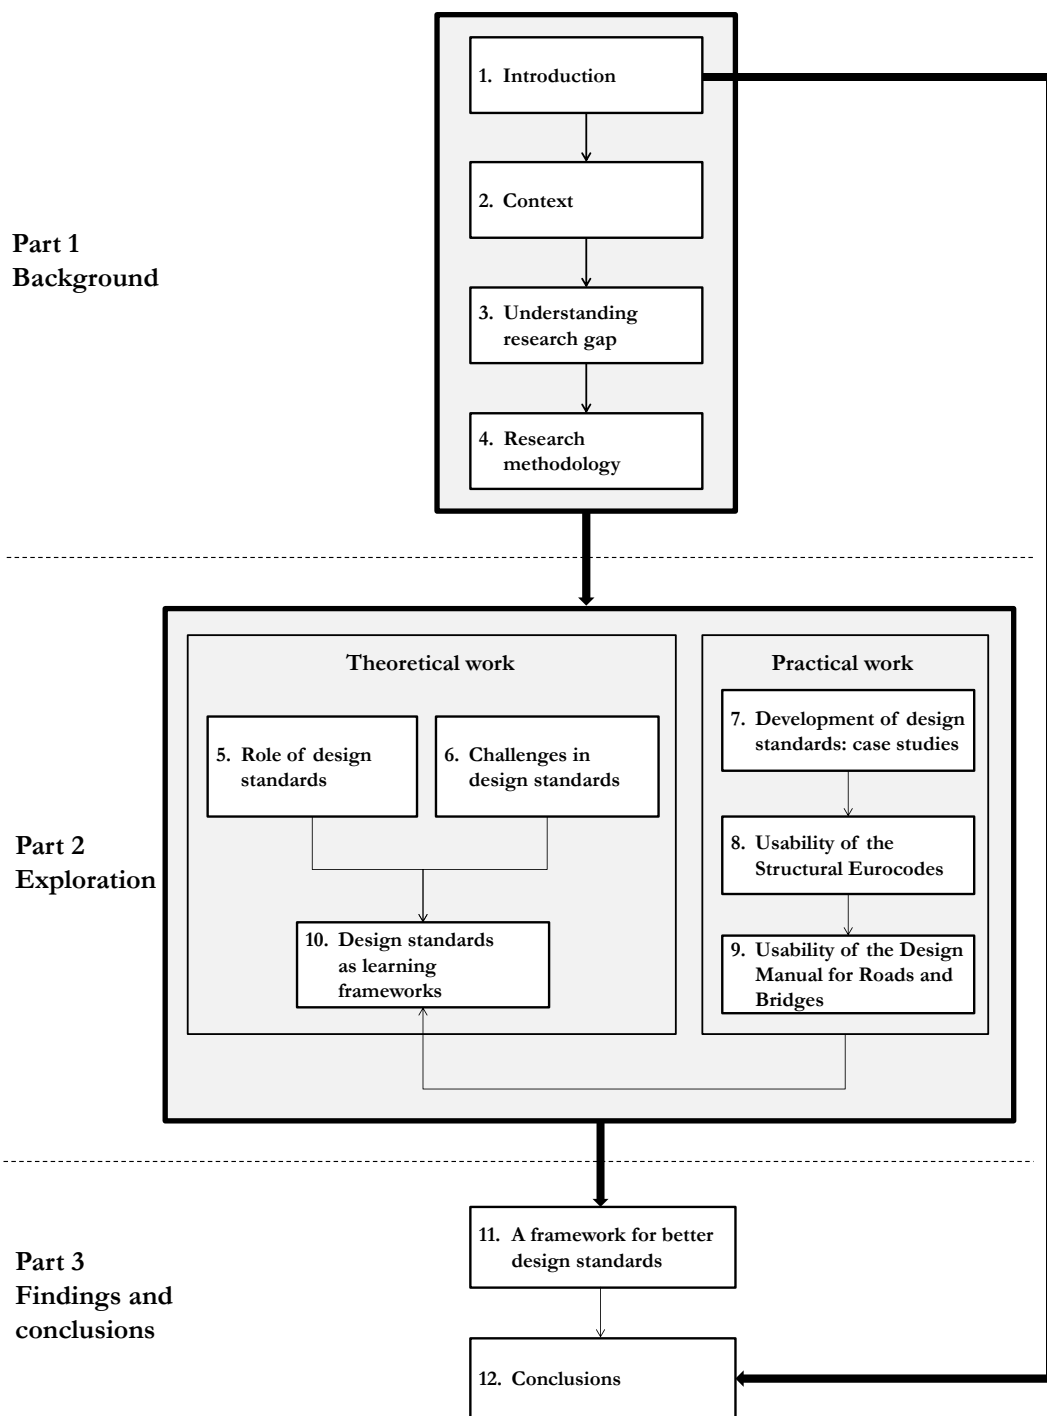 Part 1
Background
1. Introduction
2. Context
3. Understanding
research gap
4. Research
methodology
Part 2
Exploration
Theoretical work
5. Role of design
standards
6. Challenges in
design standards
10. Design standards
as learning
frameworks
Practical work
7. Development of design
standards: case studies
8. Usability of the
Structural Eurocodes
9. Usability of the Design
Manual for Roads and
Bridges
Part 3
Findings and
conclusions
11. A framework for better
design standards
12. Conclusions